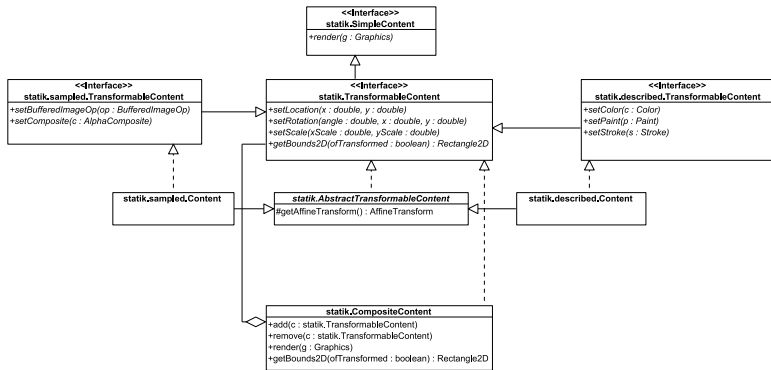 <<Interface>>
statik.SimpleContent
+render(g : Graphics)
<<Interface>>
statik.sampled.TransformableContent
+setBufferedImageOp(op : BufferedImageOp)
+setComposite(c : AlphaComposite)
<<Interface>>
statik.TransformableContent
+setLocation(x : double, y : double)
+setRotation(angle : double, x : double, y : double)
+setScale(xScale : double, yScale : double)
+getBounds2D(ofTransformed : boolean) : Rectangle2D
<<Interface>>
statik.described.TransformableContent
+setColor(c : Color)
+setPaint(p : Paint)
+setStroke(s : Stroke)
statik.sampled.Content
statik.AbstractTransformableContent
#getAffineTransform() : AffineTransform
statik.described.Content
statik.CompositeContent
+add(c : statik.TransformableContent)
+remove(c : statik.TransformableContent)
+render(g : Graphics)
+getBounds2D(ofTransformed : boolean) : Rectangle2D